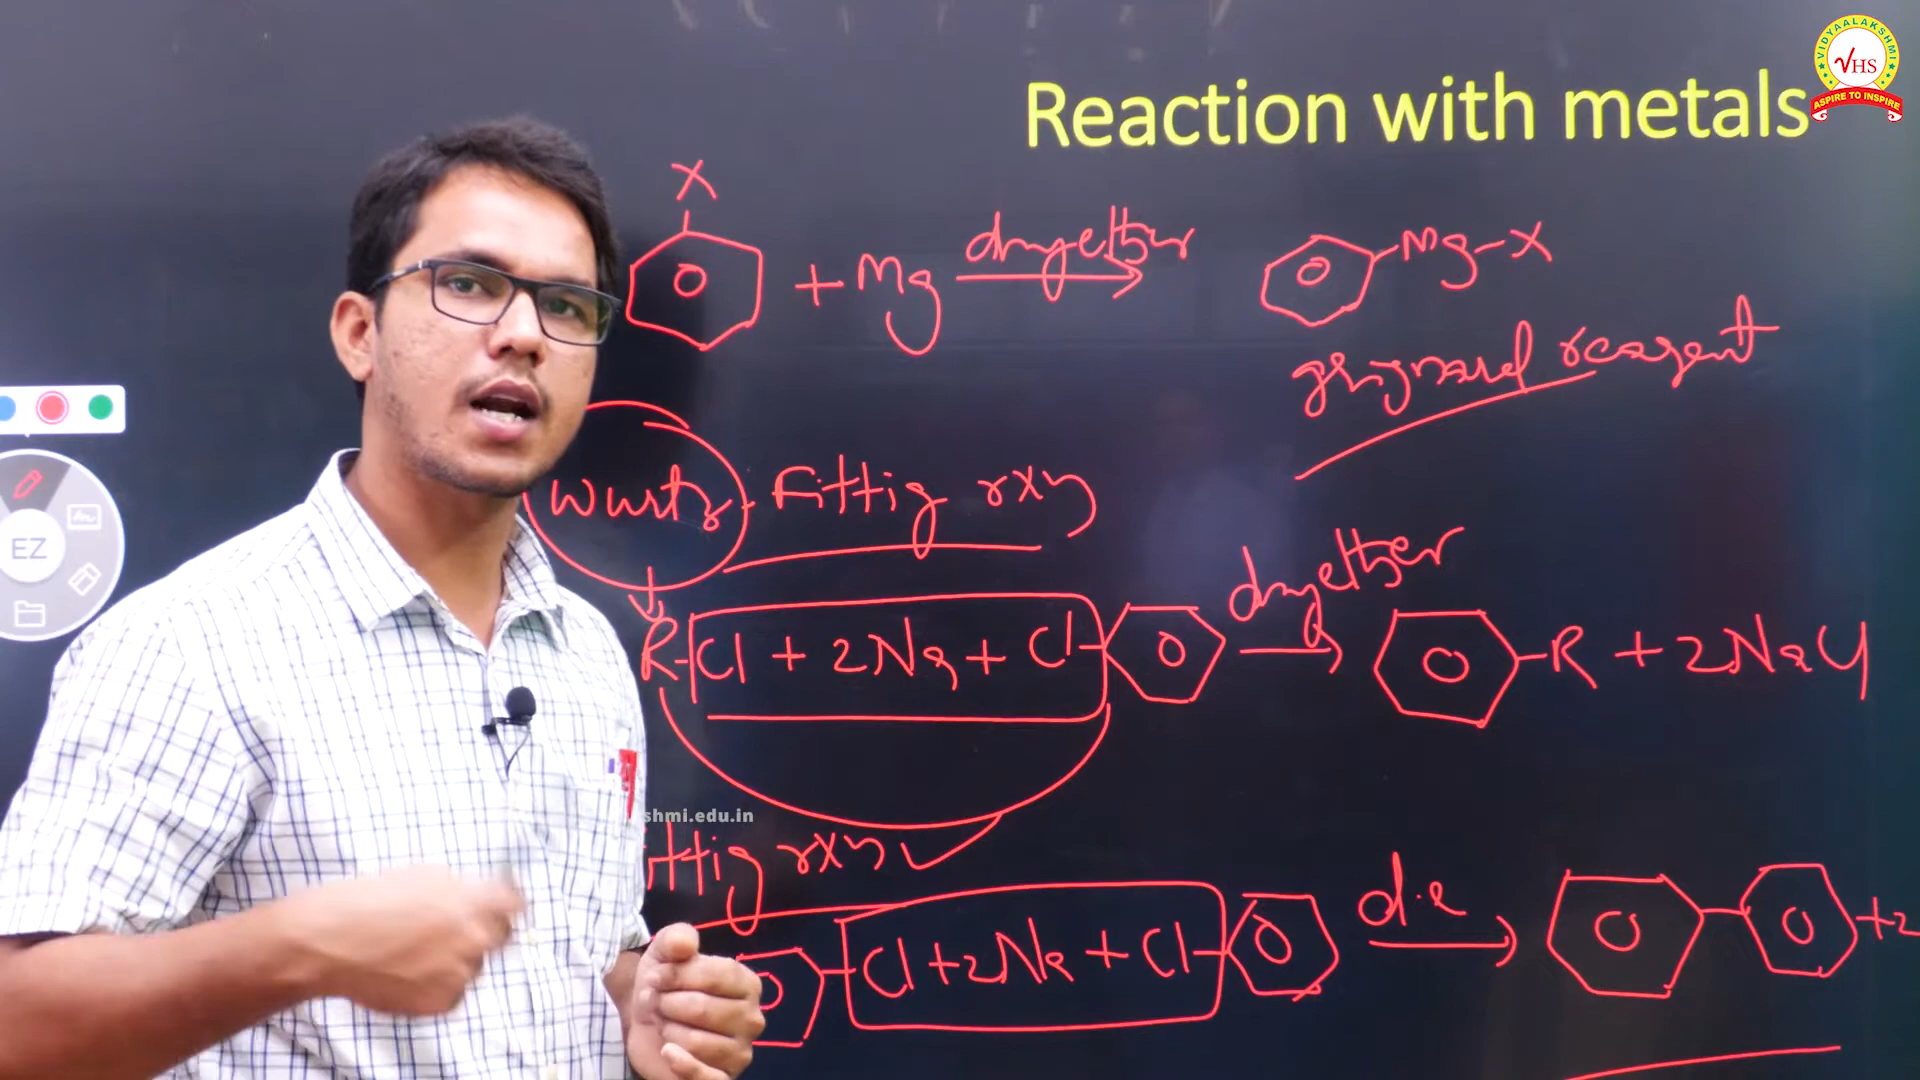 VIDYAALAKSHMI
VHS
ASPIRE TO INSPIRE
Reaction with metals
X
+ Mg dry ether Mg-X
grignard reagent
EZ
Wurtz - Fittig rxn
R-Cl + 2Na + Cl- dry ether -R + 2NaCl
shmi.edu.in
ittig rxn
Cl + 2Na + Cl- d.e +2